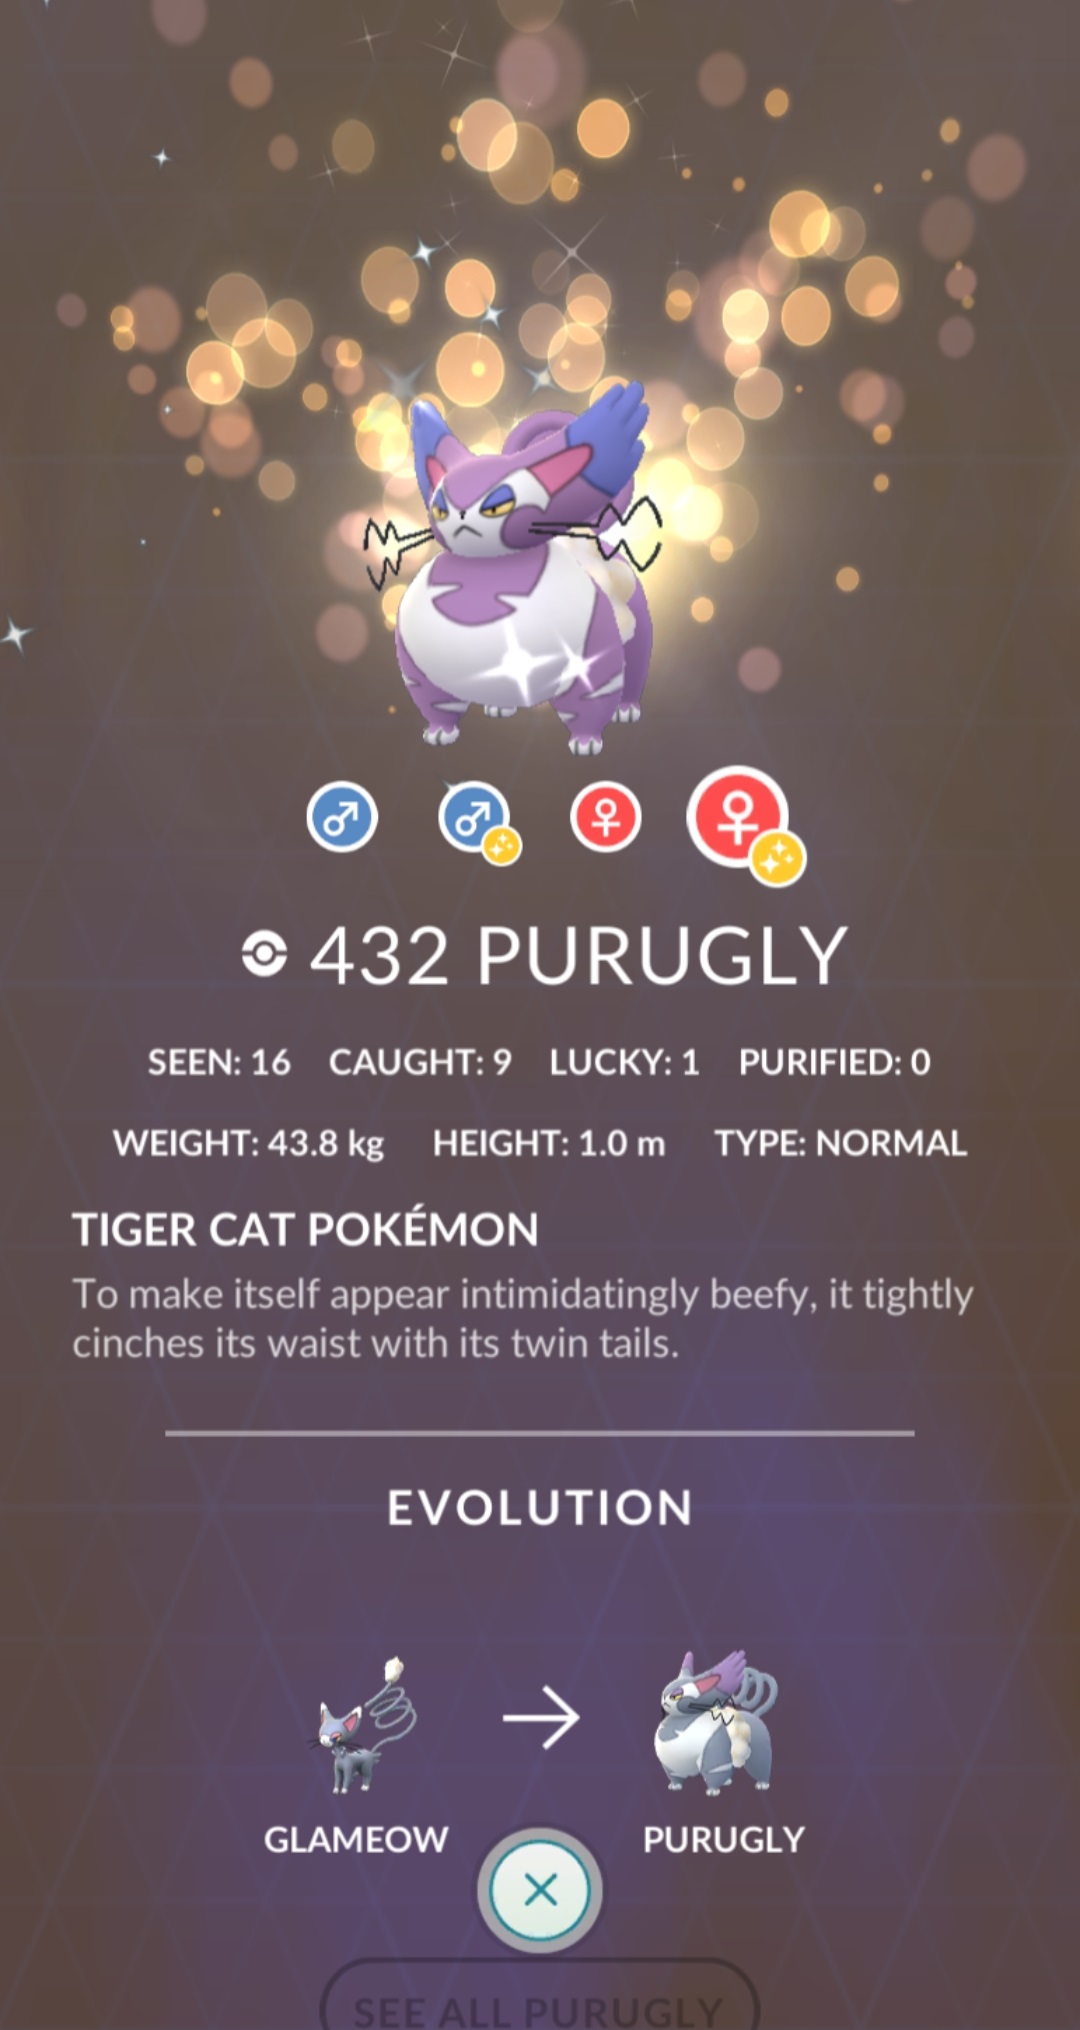 432 PURUGLY
SEEN: 16 CAUGHT: 9 LUCKY: 1 PURIFIED: 0
WEIGHT: 43.8 kg HEIGHT: 1.0 m TYPE: NORMAL
TIGER CAT POKÉMON
To make itself appear intimidatingly beefy, it tightly
cinches its waist with its twin tails.
EVOLUTION
GLAMEOW PURUGLY
SEE ALL PURUGLY